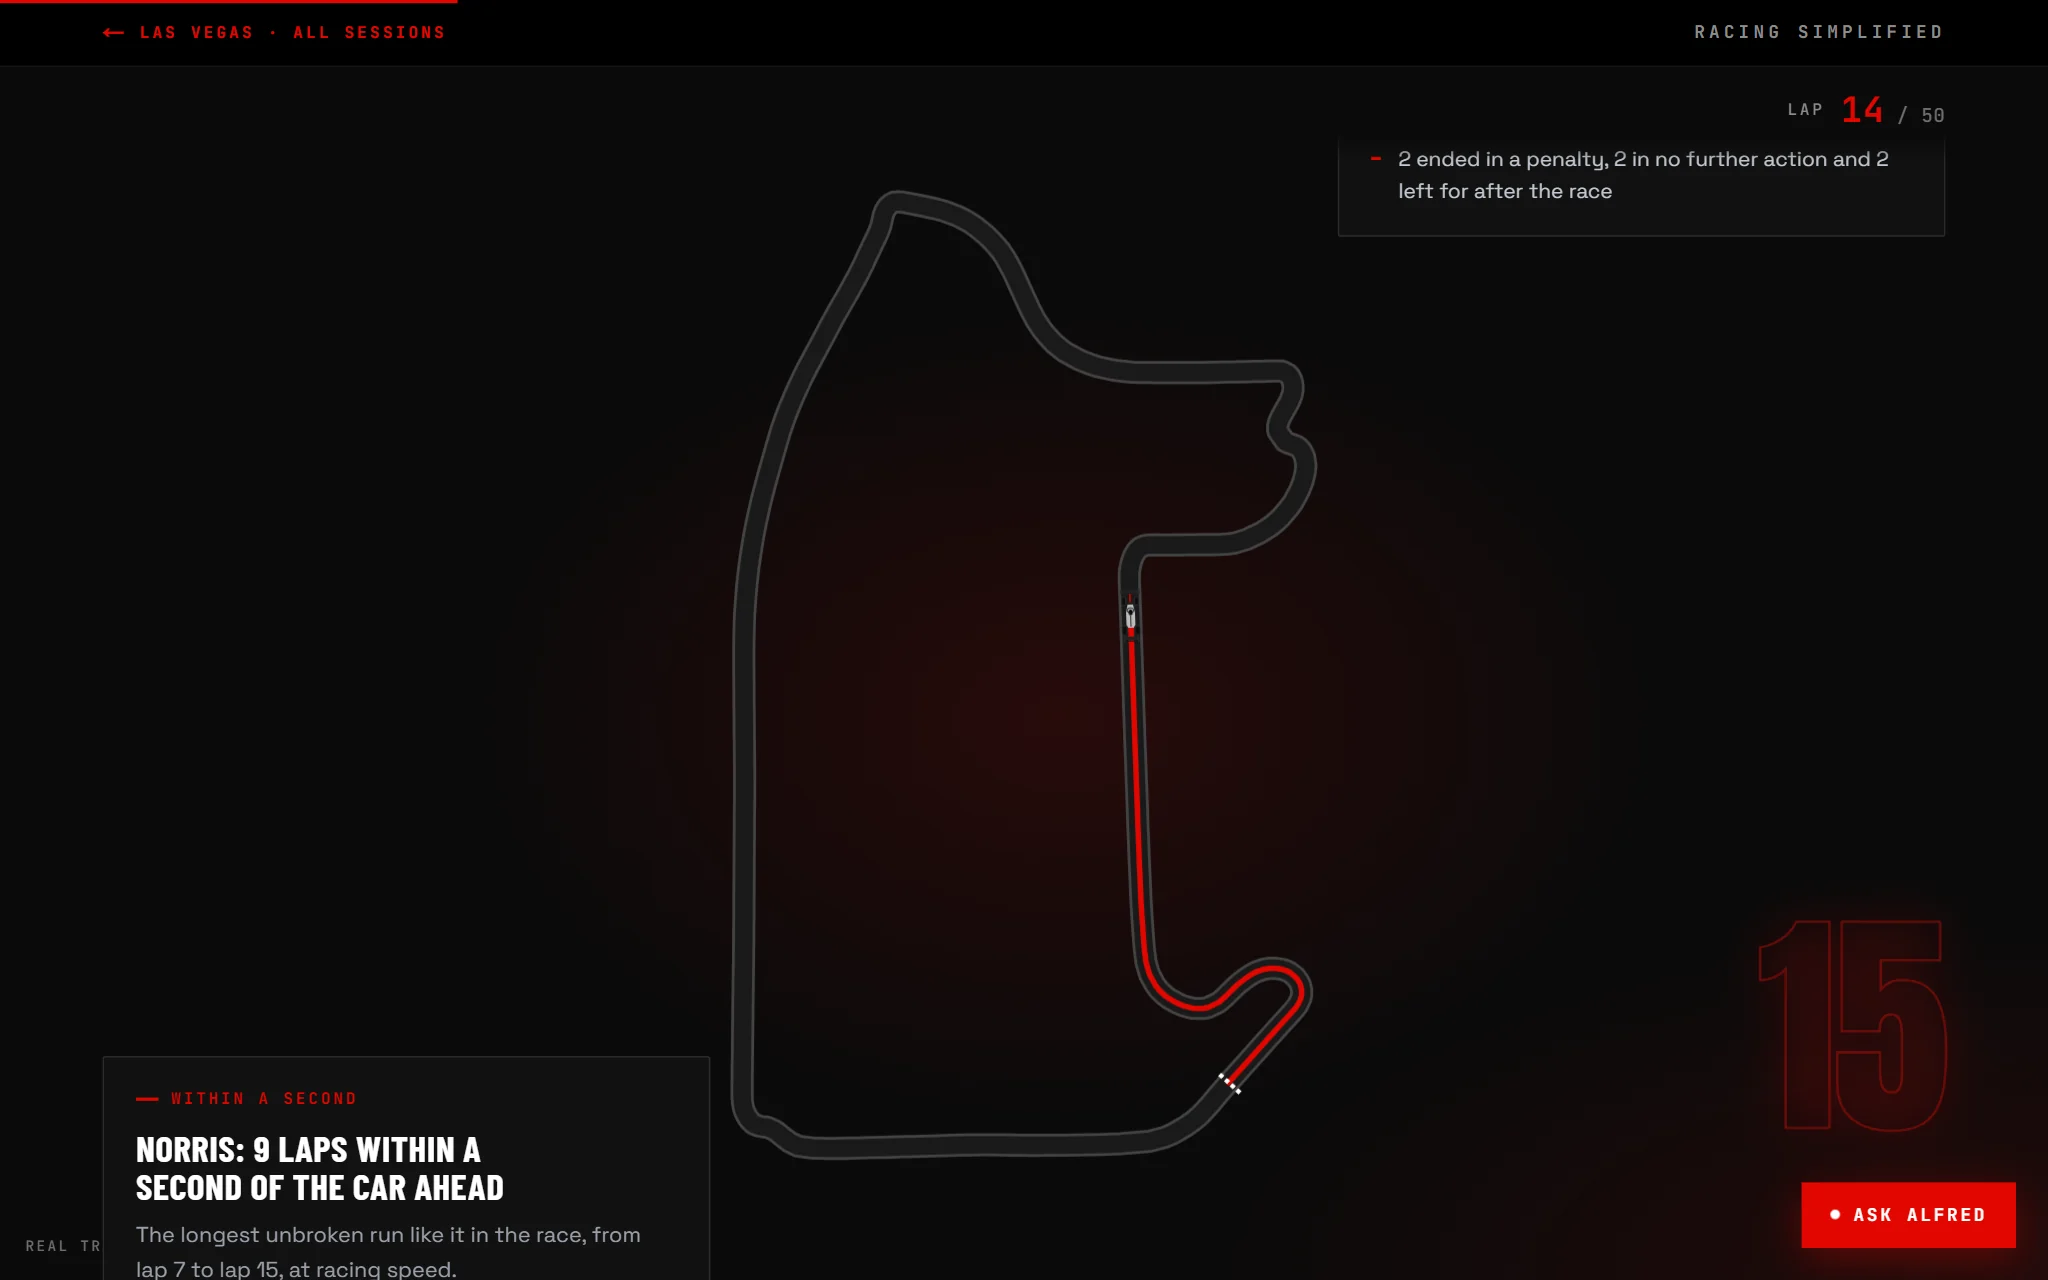 ← LAS VEGAS · ALL SESSIONS
RACING SIMPLIFIED
LAP 14 / 50
- 2 ended in a penalty, 2 in no further action and 2
left for after the race
15
WITHIN A SECOND
NORRIS: 9 LAPS WITHIN A
SECOND OF THE CAR AHEAD
The longest unbroken run like it in the race, from
lap 7 to lap 15, at racing speed.
REAL TR
ASK ALFRED